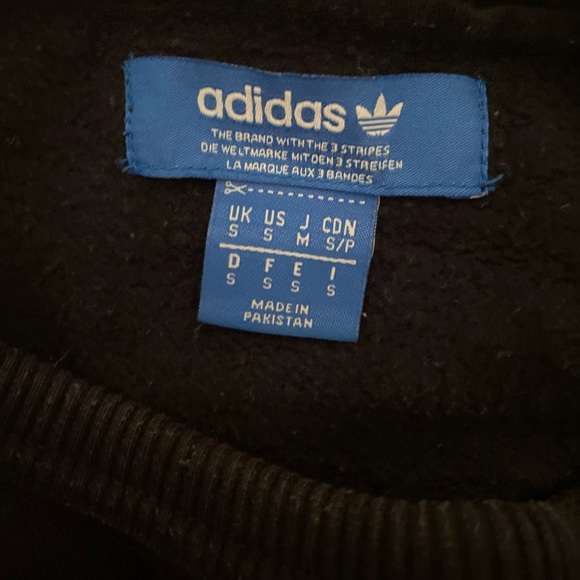 adidas
THE BRAND WITH THE 3 STRIPES
DIE WELTMARKE MIT DEN 3 STREIFEN
LA MARQUE AUX 3 BANDES
UK US J CDN
S S M S/P
D F E I
S S S S
MADE IN
PAKISTAN